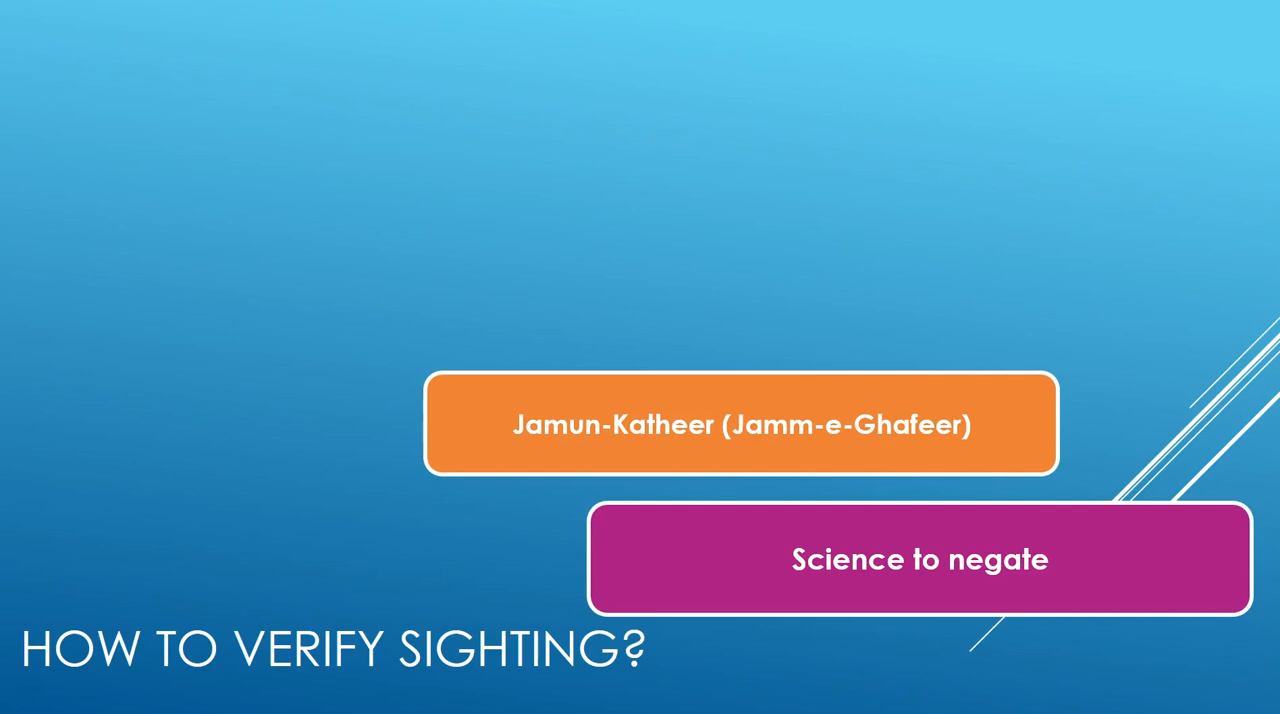 Jamun-Katheer (Jamm-e-Ghafeer)
Science to negate
HOW TO VERIFY SIGHTING?